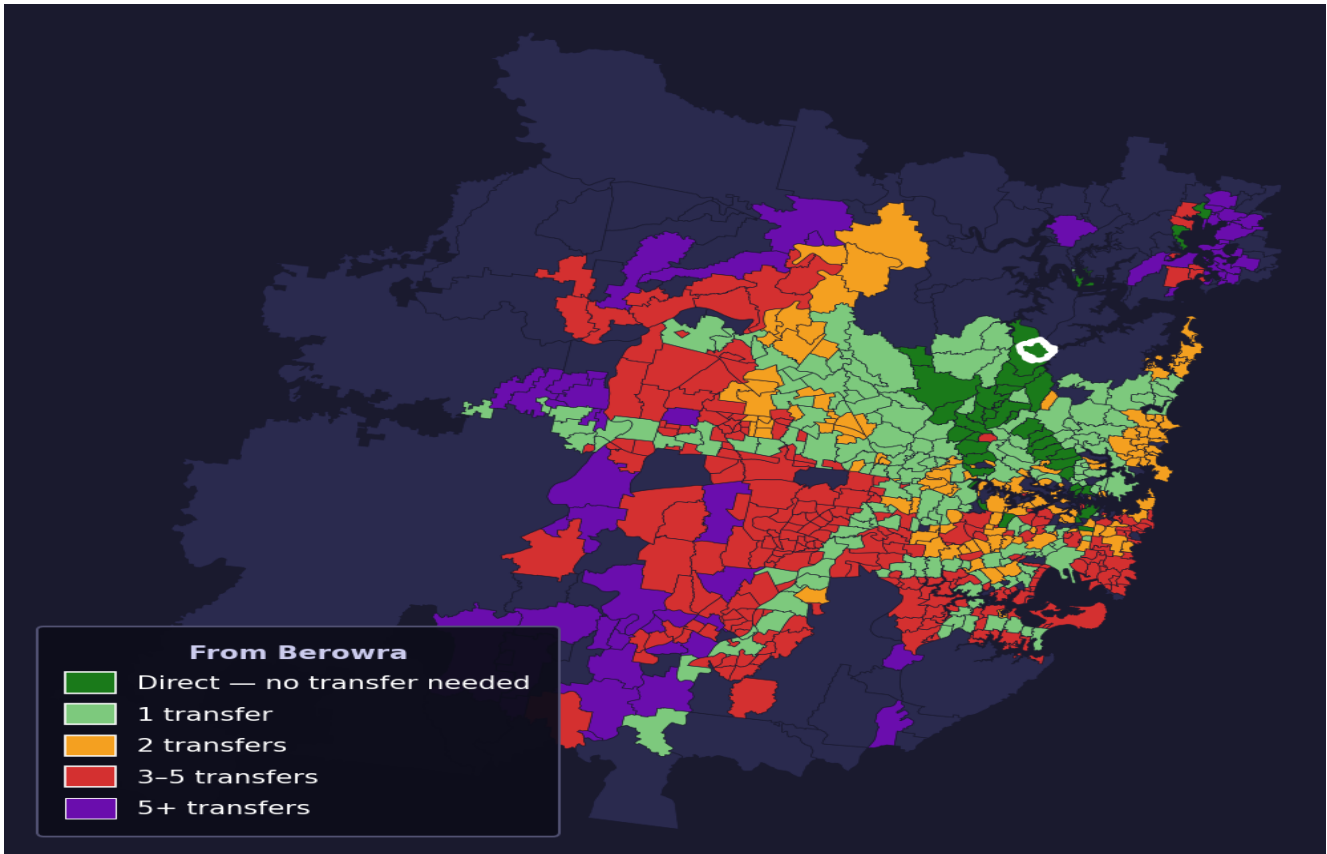 From Berowra
Direct — no transfer needed
1 transfer
2 transfers
3–5 transfers
5+ transfers